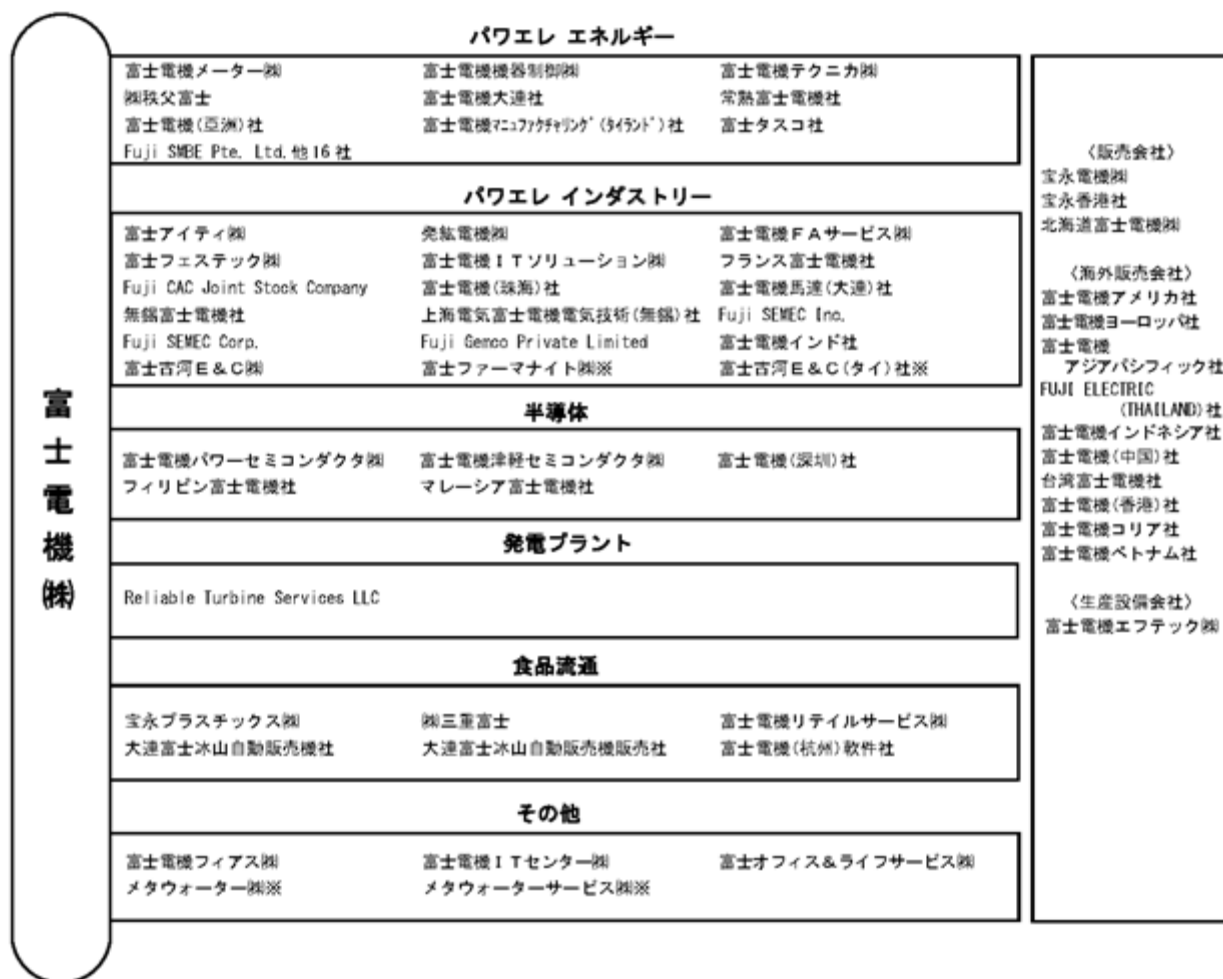 富士電機㈱
パワエレ エネルギー
富士電機メーター㈱ 富士電機機器制御㈱ 富士電機テクニカ㈱
㈱秩父富士 富士電機大連社 常熟富士電機社
富士電機(亞洲)社 富士電機ﾏﾆｭﾌｧｸﾁｬﾘﾝｸﾞ(ﾀｲﾗﾝﾄﾞ)社 富士タスコ社
Fuji SMBE Pte. Ltd.他16社
パワエレ インダストリー
富士アイティ㈱ 発紘電機㈱ 富士電機FAサービス㈱
富士フェステック㈱ 富士電機ITソリューション㈱ フランス富士電機社
Fuji CAC Joint Stock Company 富士電機(珠海)社 富士電機馬達(大連)社
無錫富士電機社 上海電気富士電機電気技術(無錫)社 Fuji SEMEC Inc.
Fuji SEMEC Corp. Fuji Gemco Private Limited 富士電機インド社
富士古河E&C㈱ 富士ファーマナイト㈱※ 富士古河E&C(タイ)社※
半導体
富士電機パワーセミコンダクタ㈱ 富士電機津軽セミコンダクタ㈱ 富士電機(深圳)社
フィリピン富士電機社 マレーシア富士電機社
発電プラント
Reliable Turbine Services LLC
食品流通
宝永プラスチックス㈱ ㈱三重富士 富士電機リテイルサービス㈱
大連富士冰山自動販売機社 大連富士冰山自動販売機販売社 富士電機(杭州)軟件社
その他
富士電機フィアス㈱ 富士電機ITセンター㈱ 富士オフィス&ライフサービス㈱
メタウォーター㈱※ メタウォーターサービス㈱※
〈販売会社〉
宝永電機㈱
宝永香港社
北海道富士電機㈱
〈海外販売会社〉
富士電機アメリカ社
富士電機ヨーロッパ社
富士電機
アジアパシフィック社
FUJI ELECTRIC
(THAILAND)社
富士電機インドネシア社
富士電機(中国)社
台湾富士電機社
富士電機(香港)社
富士電機コリア社
富士電機ベトナム社
〈生産設備会社〉
富士電機エフテック㈱